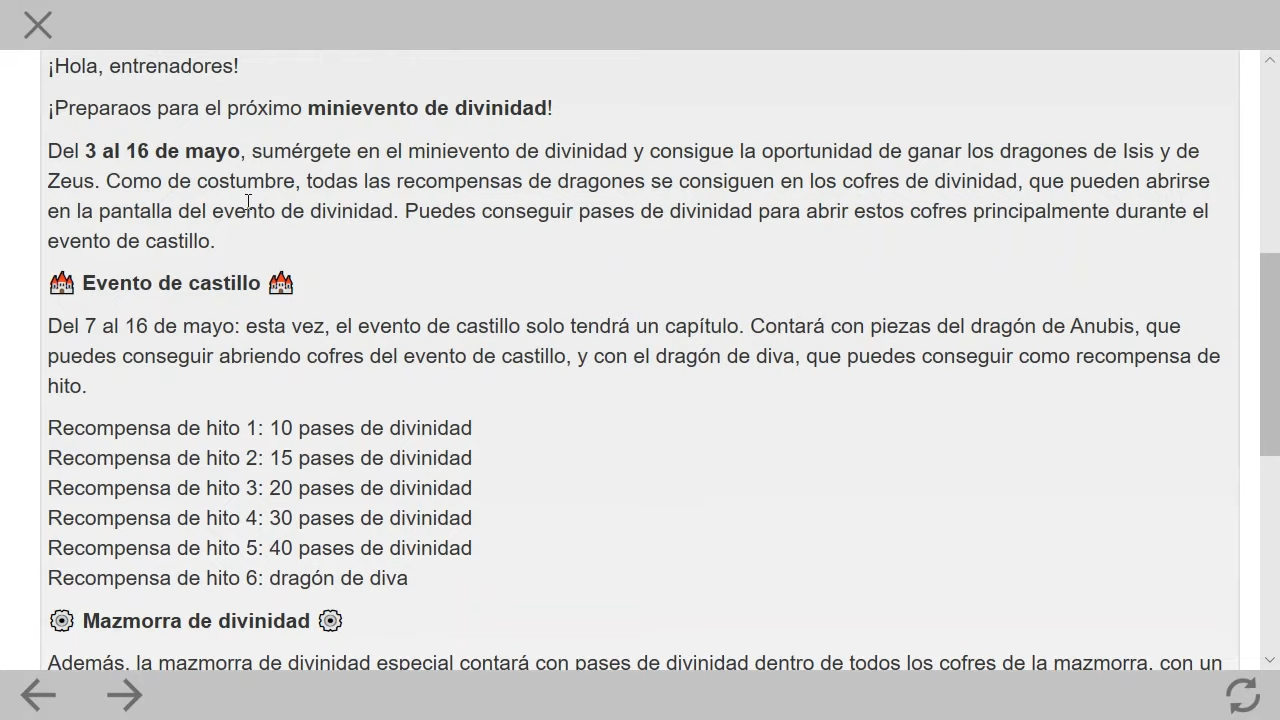 ¡Hola, entrenadores!
¡Preparaos para el próximo minievento de divinidad!
Del 3 al 16 de mayo, sumérgete en el minievento de divinidad y consigue la oportunidad de ganar los dragones de Isis y de
Zeus. Como de costumbre, todas las recompensas de dragones se consiguen en los cofres de divinidad, que pueden abrirse
en la pantalla del evento de divinidad. Puedes conseguir pases de divinidad para abrir estos cofres principalmente durante el
evento de castillo.
Evento de castillo
Del 7 al 16 de mayo: esta vez, el evento de castillo solo tendrá un capítulo. Contará con piezas del dragón de Anubis, que
puedes conseguir abriendo cofres del evento de castillo, y con el dragón de diva, que puedes conseguir como recompensa de
hito.
Recompensa de hito 1: 10 pases de divinidad
Recompensa de hito 2: 15 pases de divinidad
Recompensa de hito 3: 20 pases de divinidad
Recompensa de hito 4: 30 pases de divinidad
Recompensa de hito 5: 40 pases de divinidad
Recompensa de hito 6: dragón de diva
Mazmorra de divinidad
Además, la mazmorra de divinidad especial contará con pases de divinidad dentro de todos los cofres de la mazmorra, con un